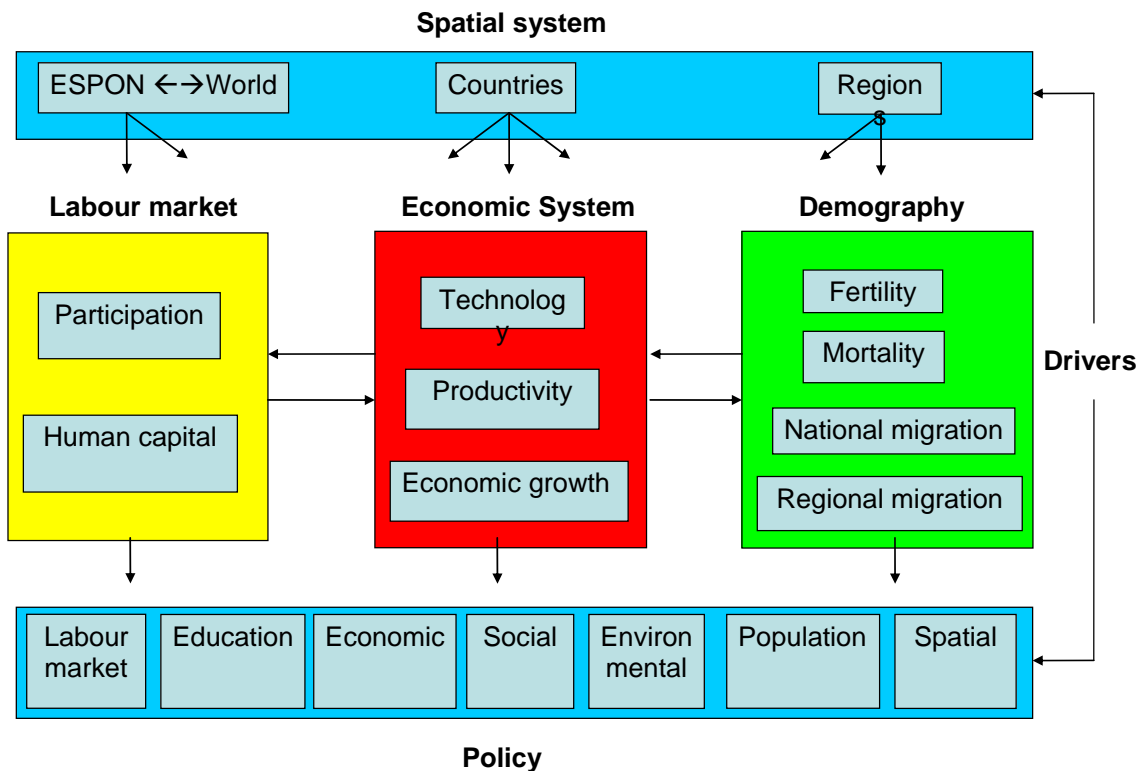 Spatial system
ESPON ←→World
Countries
Region
s
Labour market
Economic System
Demography
Participation
Human capital
Technolog
y
Productivity
Economic growth
Fertility
Mortality
National migration
Regional migration
Drivers
Labour
market
Education
Economic
Social
Environ
mental
Population
Spatial
Policy